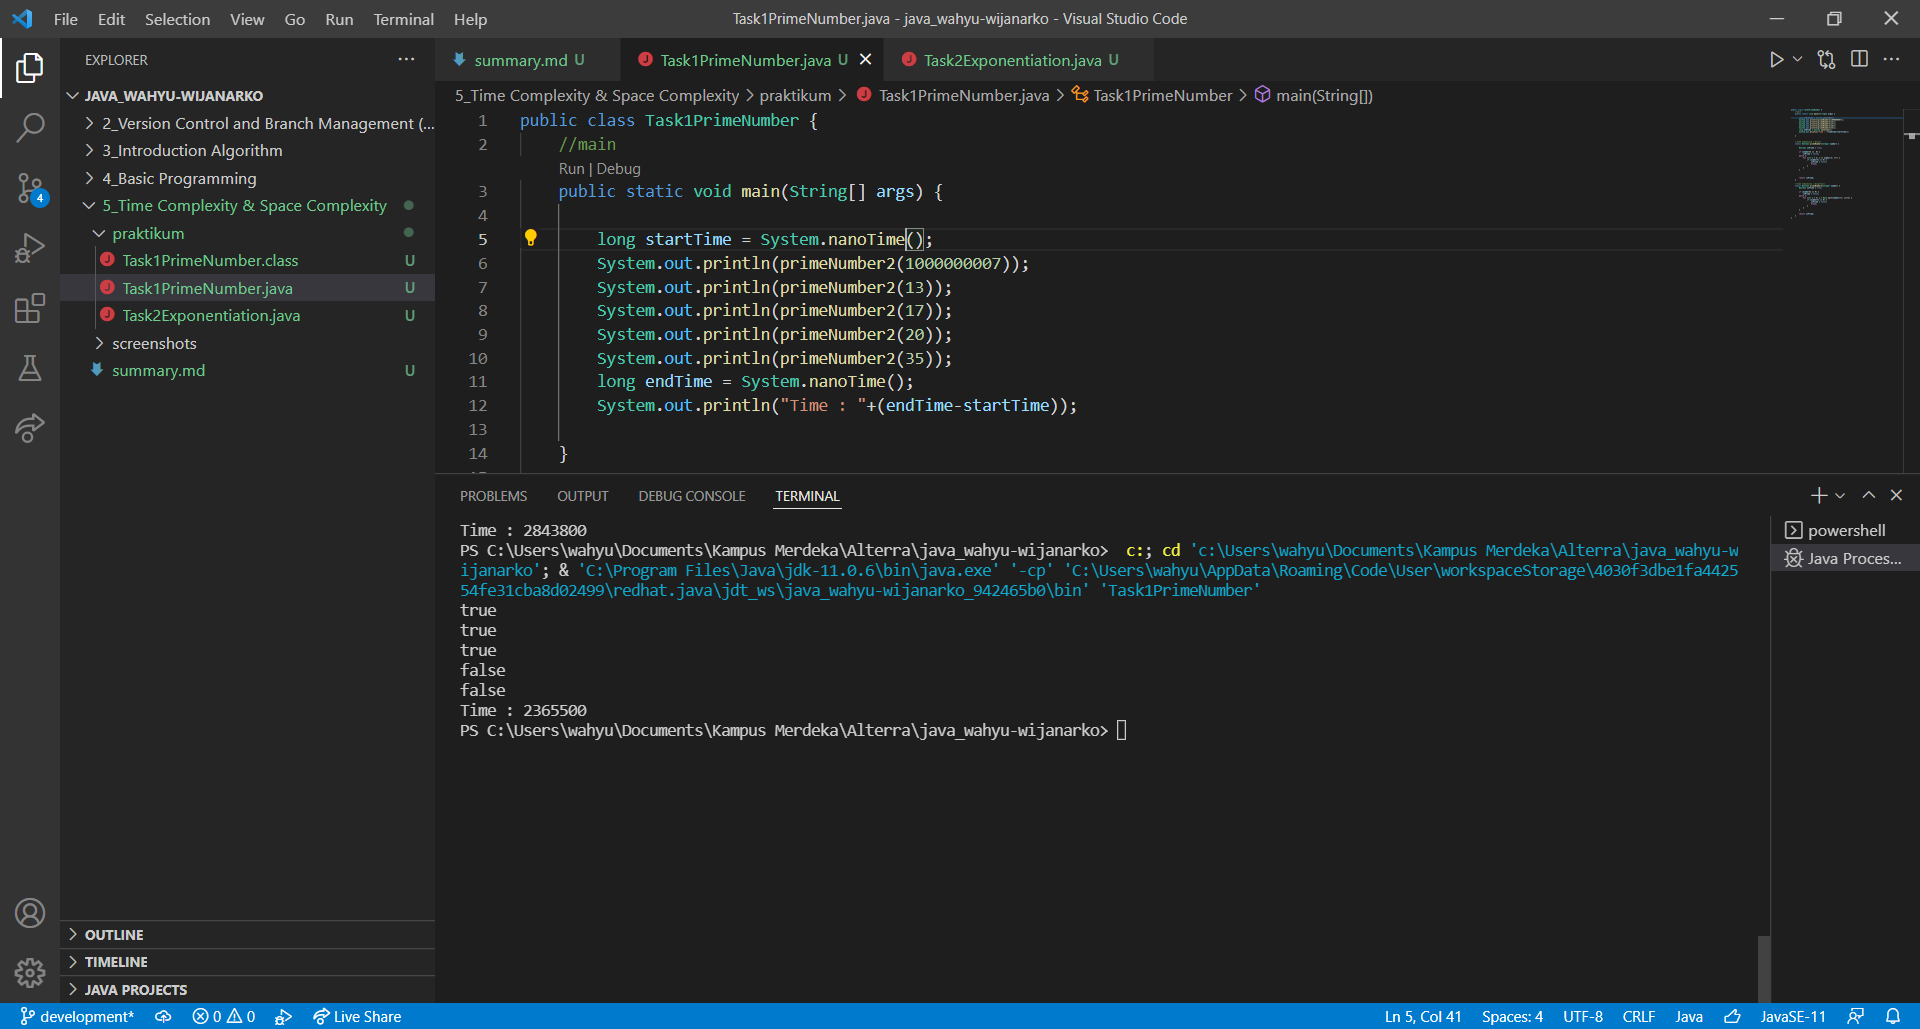 File Edit Selection View Go Run Terminal Help
Task1PrimeNumber.java - java_wahyu-wijanarko - Visual Studio Code
EXPLORER
JAVA_WAHYU-WIJANARKO
2_Version Control and Branch Management (...
3_Introduction Algorithm
4_Basic Programming
5_Time Complexity & Space Complexity
praktikum
Task1PrimeNumber.class U
Task1PrimeNumber.java U
Task2Exponentiation.java U
screenshots
summary.md U
OUTLINE
TIMELINE
JAVA PROJECTS
4
summary.md U Task1PrimeNumber.java U Task2Exponentiation.java U
5_Time Complexity & Space Complexity > praktikum > Task1PrimeNumber.java > Task1PrimeNumber > main(String[])
1 public class Task1PrimeNumber {
2 //main
Run | Debug
3 public static void main(String[] args) {
4
5 long startTime = System.nanoTime();
6 System.out.println(primeNumber2(1000000007));
7 System.out.println(primeNumber2(13));
8 System.out.println(primeNumber2(17));
9 System.out.println(primeNumber2(20));
10 System.out.println(primeNumber2(35));
11 long endTime = System.nanoTime();
12 System.out.println("Time : "+(endTime-startTime));
13
14 }
PROBLEMS OUTPUT DEBUG CONSOLE TERMINAL
Time : 2843800
PS C:\Users\wahyu\Documents\Kampus Merdeka\Alterra\java_wahyu-wijanarko>  c:; cd 'c:\Users\wahyu\Documents\Kampus Merdeka\Alterra\java_wahyu-w
ijanarko'; & 'C:\Program Files\Java\jdk-11.0.6\bin\java.exe' '-cp' 'C:\Users\wahyu\AppData\Roaming\Code\User\workspaceStorage\4030f3dbe1fa4425
54fe31cba8d02499\redhat.java\jdt_ws\java_wahyu-wijanarko_942465b0\bin' 'Task1PrimeNumber'
true
true
true
false
false
Time : 2365500
PS C:\Users\wahyu\Documents\Kampus Merdeka\Alterra\java_wahyu-wijanarko>
powershell
Java Proces...
development* 0 0 Live Share Ln 5, Col 41 Spaces: 4 UTF-8 CRLF Java JavaSE-11